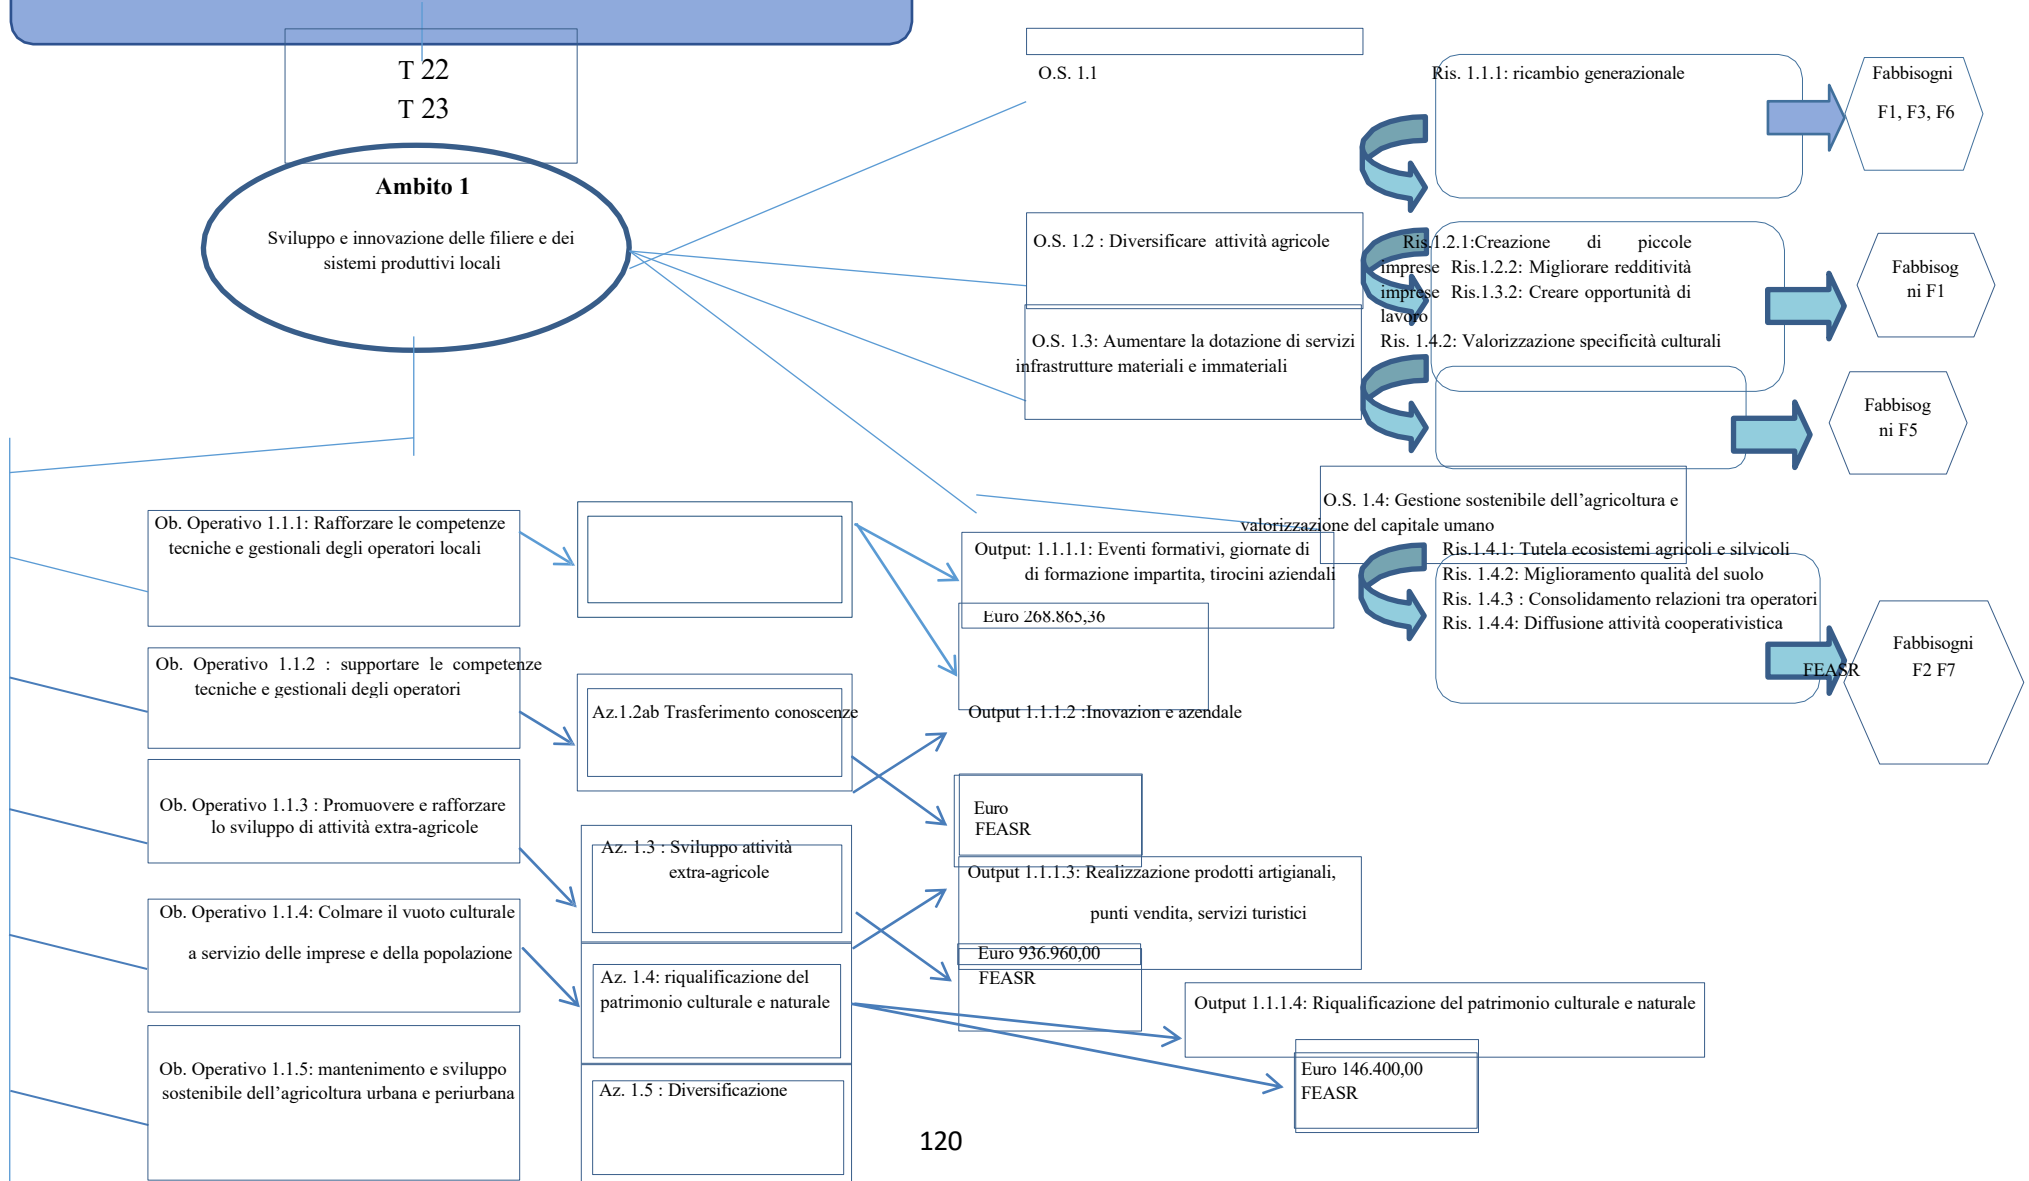 T 22
T 23
Ambito 1
Sviluppo e innovazione delle filiere e dei
sistemi produttivi locali
O.S. 1.1
Ris. 1.1.1: ricambio generazionale
Fabbisogni
F1, F3, F6
O.S. 1.2 : Diversificare attività agricole
Ris.1.2.1:Creazione di piccole
imprese Ris.1.2.2: Migliorare redditività
imprese Ris.1.3.2: Creare opportunità di
lavoro
Ris. 1.4.2: Valorizzazione specificità culturali
Fabbisog
ni F1
O.S. 1.3: Aumentare la dotazione di servizi
infrastrutture materiali e immateriali
Fabbisog
ni F5
O.S. 1.4: Gestione sostenibile dell’agricoltura e
valorizzazione del capitale umano
Ris.1.4.1: Tutela ecosistemi agricoli e silvicoli
Ris. 1.4.2: Miglioramento qualità del suolo
Ris. 1.4.3 : Consolidamento relazioni tra operatori
Ris. 1.4.4: Diffusione attività cooperativistica
FEASR
Fabbisogni
F2 F7
Ob. Operativo 1.1.1: Rafforzare le competenze
tecniche e gestionali degli operatori locali
Output: 1.1.1.1: Eventi formativi, giornate di
di formazione impartita, tirocini aziendali
Euro 268.865,36
Ob. Operativo 1.1.2 : supportare le competenze
tecniche e gestionali degli operatori
Az.1.2ab Trasferimento conoscenze
Output 1.1.1.2 :Inovazion e azendale
Euro
FEASR
Ob. Operativo 1.1.3 : Promuovere e rafforzare
lo sviluppo di attività extra-agricole
Az. 1.3 : Sviluppo attività
extra-agricole
Output 1.1.1.3: Realizzazione prodotti artigianali,
punti vendita, servizi turistici
Euro 936.960,00
FEASR
Ob. Operativo 1.1.4: Colmare il vuoto culturale
a servizio delle imprese e della popolazione
Az. 1.4: riqualificazione del
patrimonio culturale e naturale
Output 1.1.1.4: Riqualificazione del patrimonio culturale e naturale
Euro 146.400,00
FEASR
Ob. Operativo 1.1.5: mantenimento e sviluppo
sostenibile dell’agricoltura urbana e periurbana
Az. 1.5 : Diversificazione
120